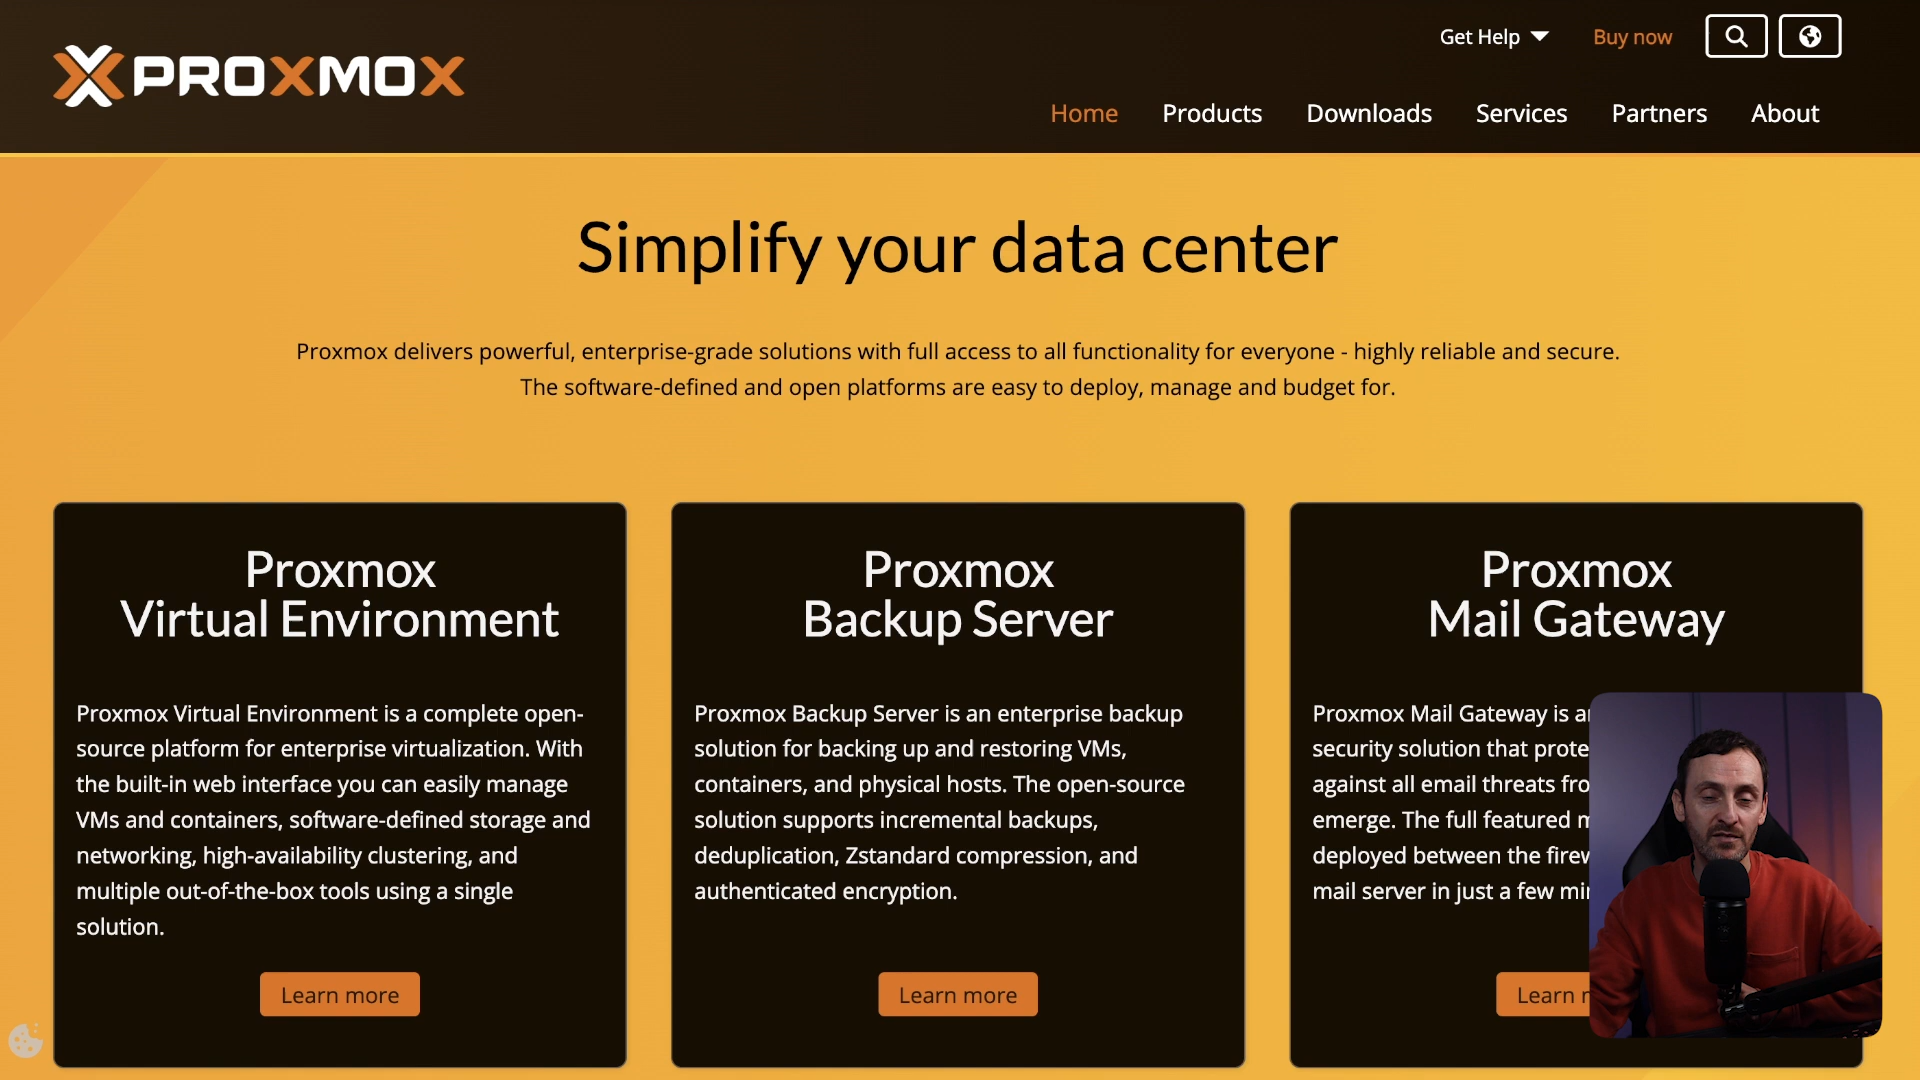 PROXMOX
Get Help
Buy now
Home
Products
Downloads
Services
Partners
About
Simplify your data center
Proxmox delivers powerful, enterprise-grade solutions with full access to all functionality for everyone - highly reliable and secure.
The software-defined and open platforms are easy to deploy, manage and budget for.
Proxmox
Virtual Environment
Proxmox Virtual Environment is a complete open-
source platform for enterprise virtualization. With
the built-in web interface you can easily manage
VMs and containers, software-defined storage and
networking, high-availability clustering, and
multiple out-of-the-box tools using a single
solution.
Learn more
Proxmox
Backup Server
Proxmox Backup Server is an enterprise backup
solution for backing up and restoring VMs,
containers, and physical hosts. The open-source
solution supports incremental backups,
deduplication, Zstandard compression, and
authenticated encryption.
Learn more
Proxmox
Mail Gateway
Proxmox Mail Gateway is
security solution that
against all email threats
emerge. The full featured
deployed between the
mail server in just a few
Learn